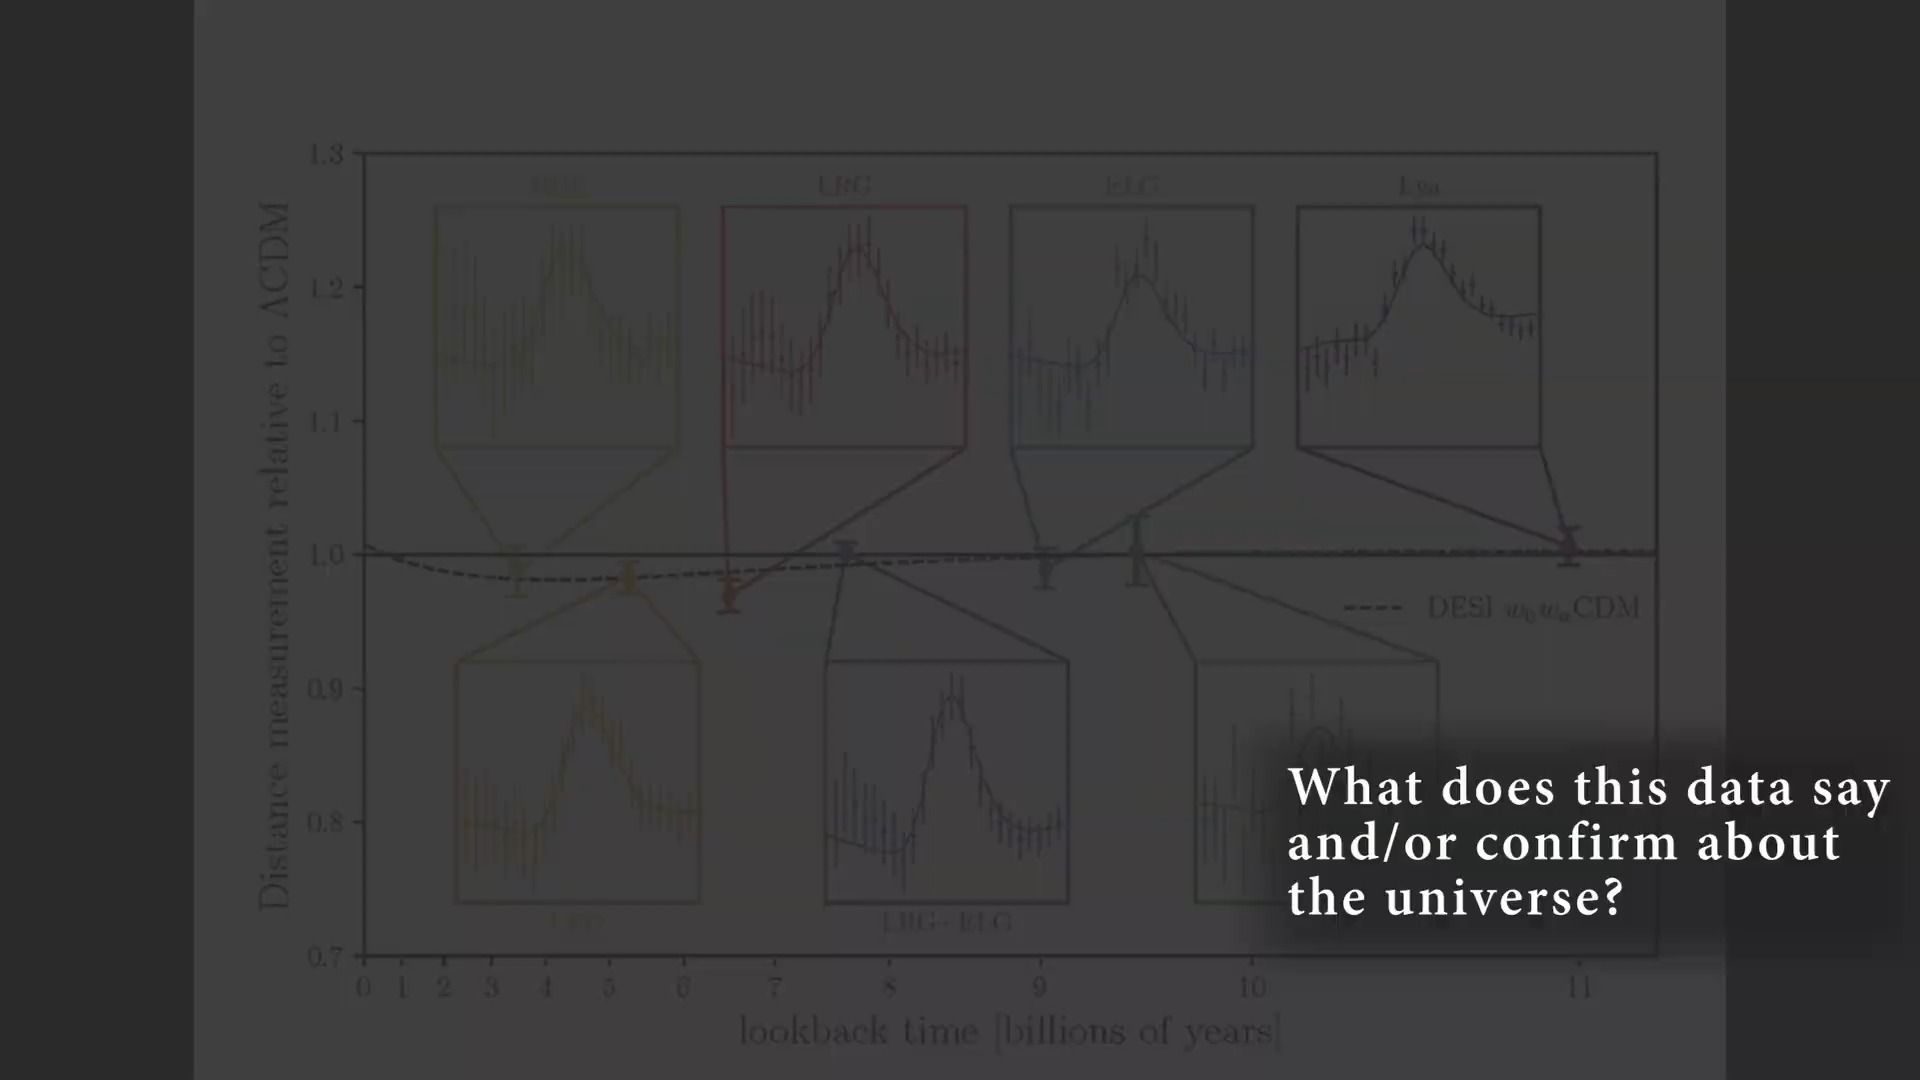 1.3
LRG
ELG
Lyα
1.2
1.1
1.0
0.9
0.8
0.7
Distance measurement relative to ΛCDM
DESI w₀wₐCDM
LRG
LRG+ELG
0 1 2 3 4 5 6 7 8 9 10 11
lookback time [billions of years]
What does this data say
and/or confirm about
the universe?